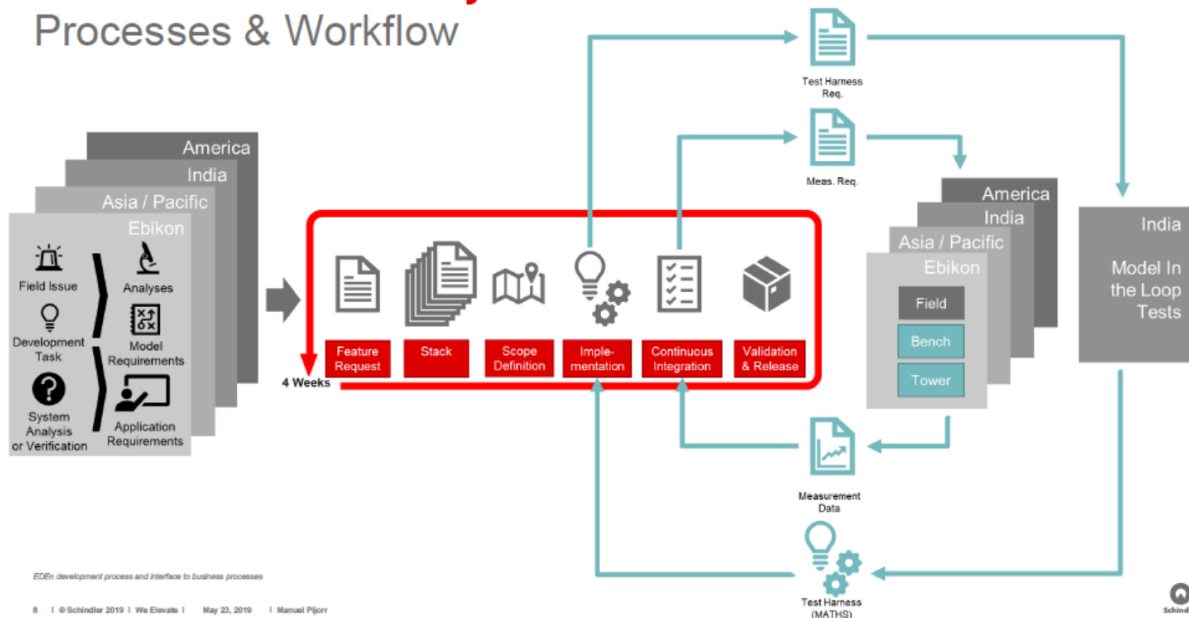 Processes & Workflow
America
India
Asia / Pacific
Ebikon
Field Issue
Analyses
Development
Task
Model
Requirements
System
Analysis
or Verification
Application
Requirements
4 Weeks
Feature
Request
Stack
Scope
Definition
Imple-
mentation
Continuous
Integration
Validation
& Release
Test Harness
Req.
Meas. Req.
America
India
Asia / Pacific
Ebikon
Field
Bench
Tower
India
Model In
the Loop
Tests
Measurement
Data
Test Harness
(MATHS)
EDEn development process and interface to business processes
8 | © Schindler 2019 | We Elevate | May 23, 2019 | Manuel Pijorr